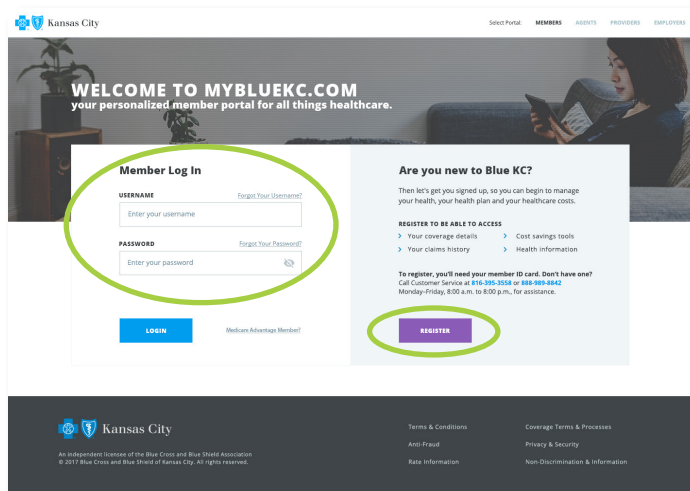 Kansas City
Select Portal: MEMBERS AGENTS PROVIDERS EMPLOYERS
WELCOME TO MYBLUEKC.COM
your personalized member portal for all things healthcare.
Member Log In
USERNAME Forgot Your Username?
Enter your username
PASSWORD Forgot Your Password?
Enter your password
LOGIN Medicare Advantage Member?
Are you new to Blue KC?
Then let's get you signed up, so you can begin to manage
your health, your health plan and your healthcare costs.
REGISTER TO BE ABLE TO ACCESS
Your coverage details Cost savings tools
Your claims history Health information
To register, you'll need your member ID card. Don't have one?
Call Customer Service at 816-395-3558 or 888-989-8842
Monday–Friday, 8:00 a.m. to 8:00 p.m., for assistance.
REGISTER
Kansas City
An independent licensee of the Blue Cross and Blue Shield Association
© 2017 Blue Cross and Blue Shield of Kansas City. All rights reserved.
Terms & Conditions Coverage Terms & Processes
Anti-Fraud Privacy & Security
Rate Information Non-Discrimination & Information